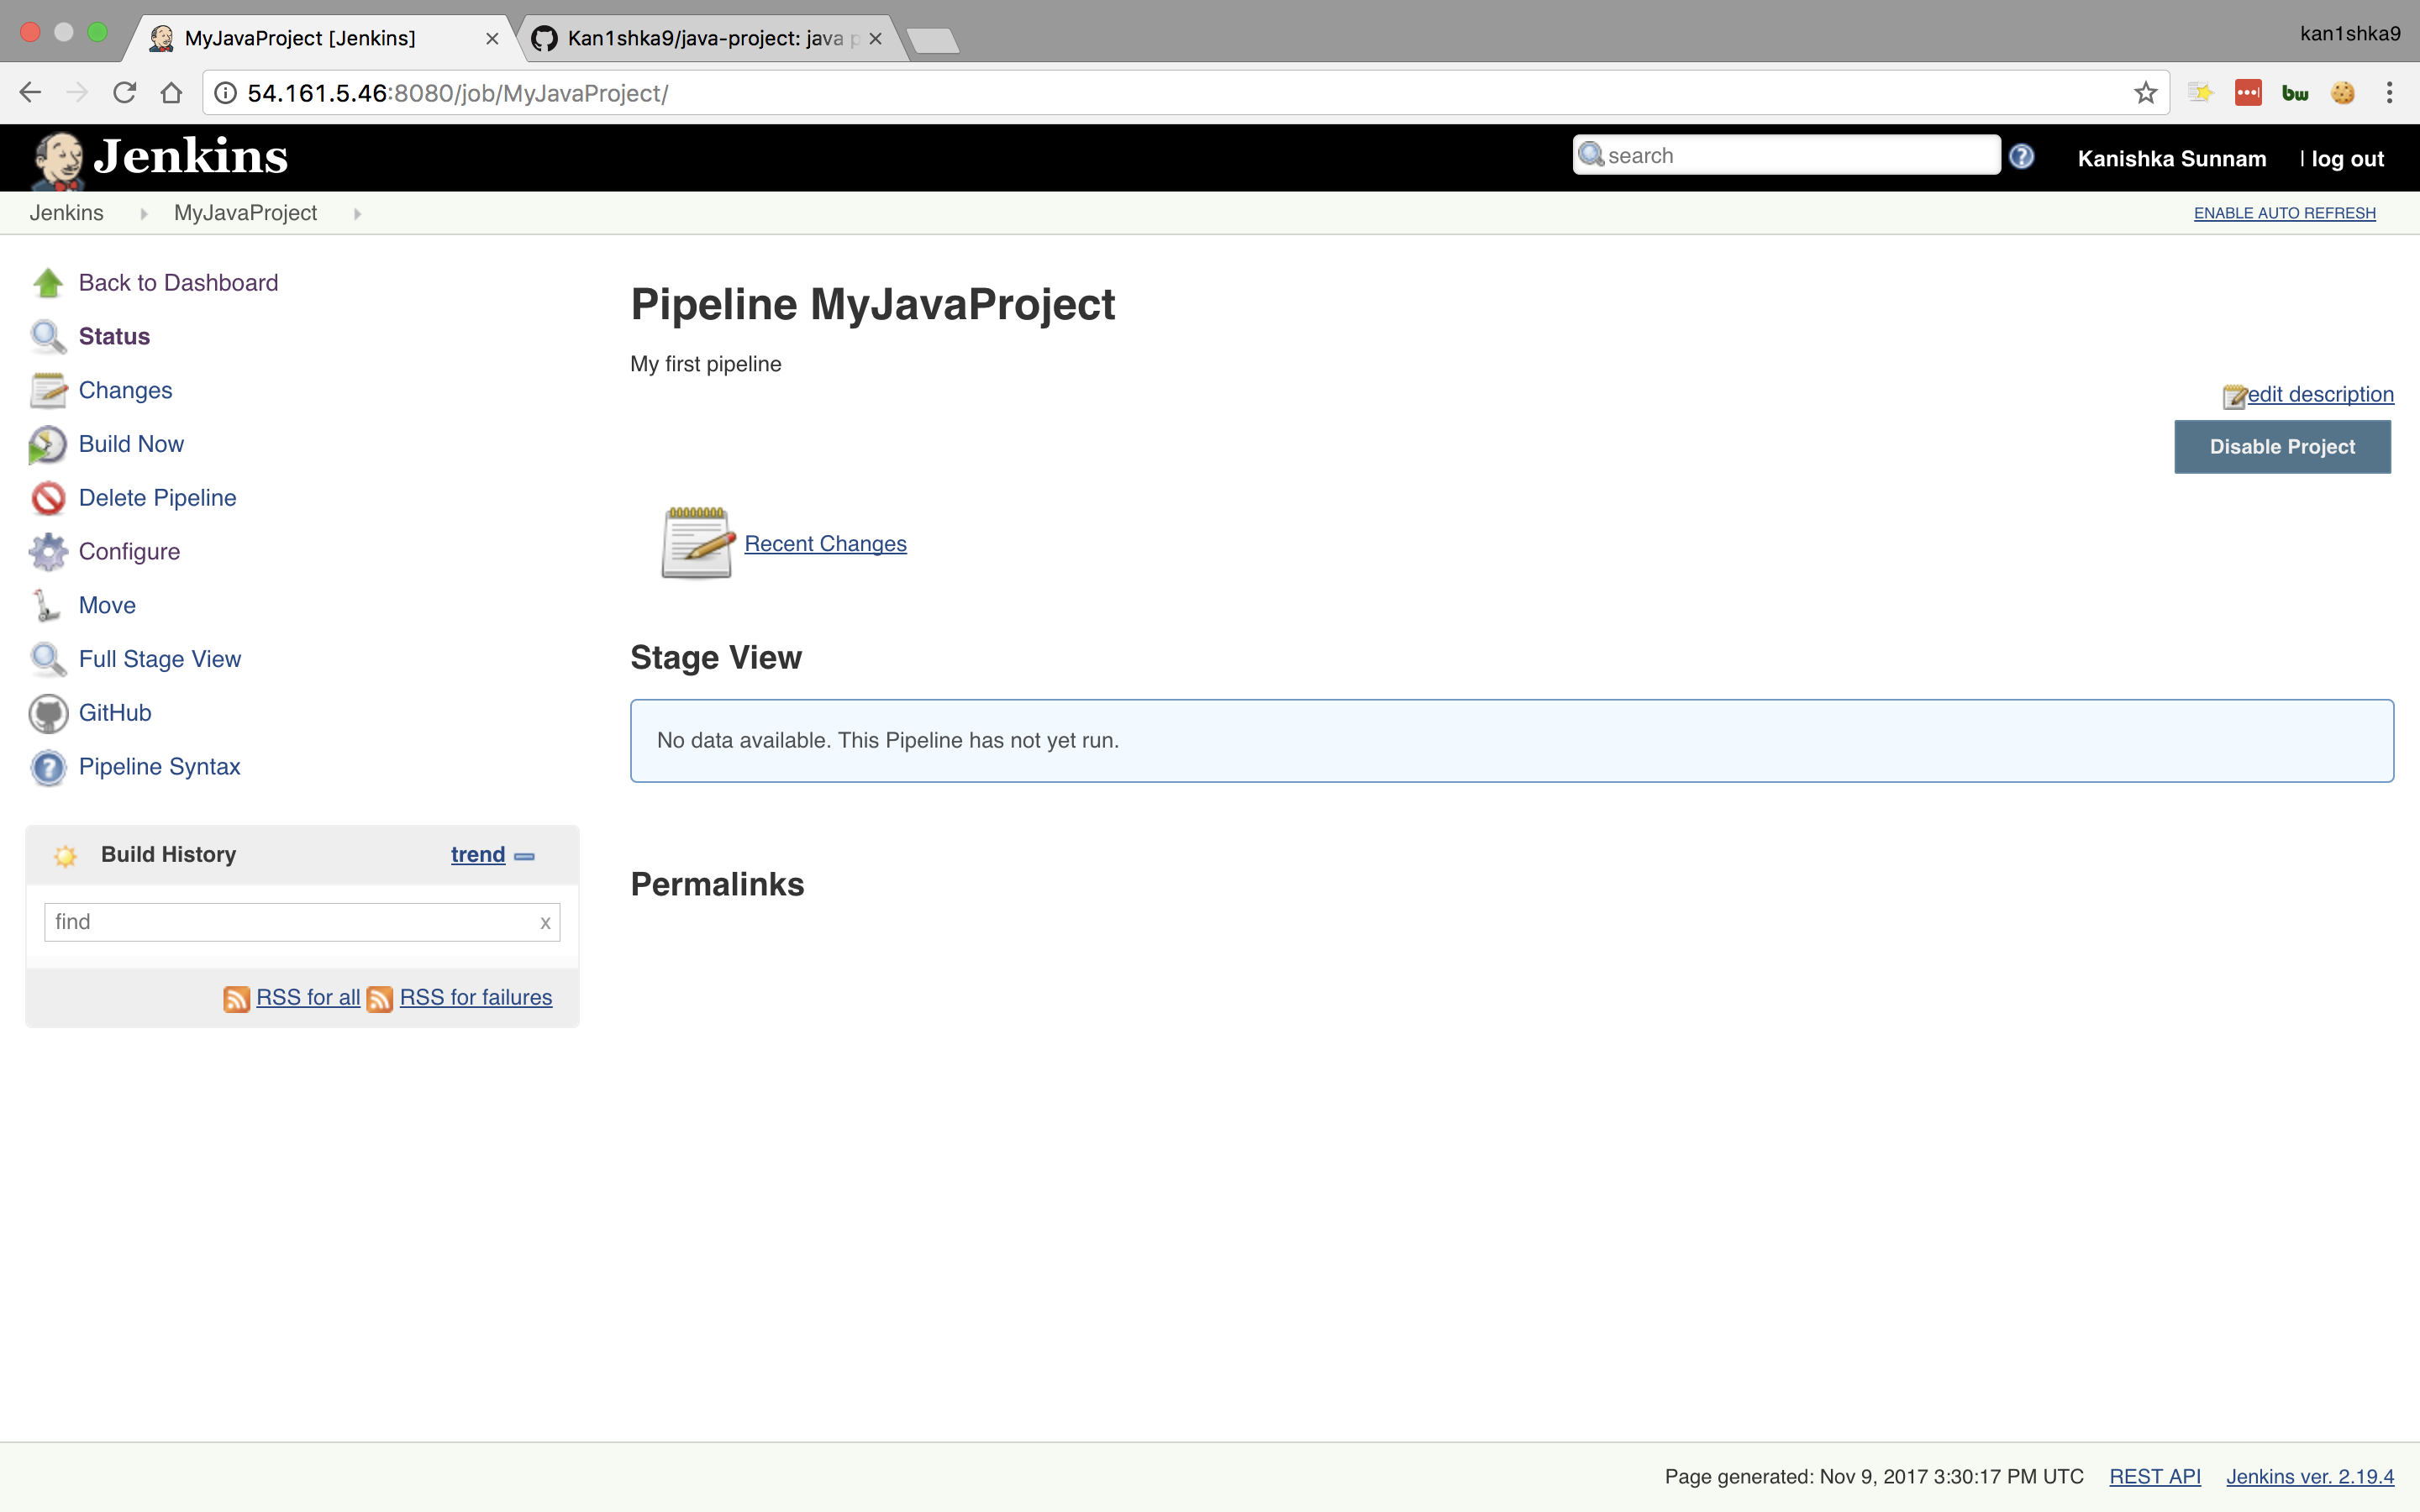 MyJavaProject [Jenkins]
Kan1shka9/java-project: java p
kan1shka9
54.161.5.46:8080/job/MyJavaProject/
bw
Jenkins
search
Kanishka Sunnam
| log out
Jenkins
MyJavaProject
ENABLE AUTO REFRESH
Back to Dashboard
Status
Changes
Build Now
Delete Pipeline
Configure
Move
Full Stage View
GitHub
Pipeline Syntax
Build History
trend
find
x
RSS for all
RSS for failures
Pipeline MyJavaProject
My first pipeline
edit description
Disable Project
Recent Changes
Stage View
No data available. This Pipeline has not yet run.
Permalinks
Page generated: Nov 9, 2017 3:30:17 PM UTC
REST API
Jenkins ver. 2.19.4